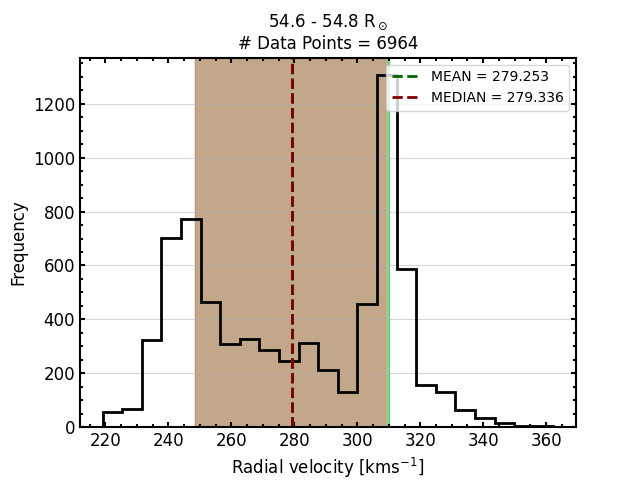 54.6 - 54.8 R⊙
# Data Points = 6964
MEAN = 279.253
MEDIAN = 279.336
Frequency
1200
1000
800
600
400
200
0
220 240 260 280 300 320 340 360
Radial velocity [kms⁻¹]